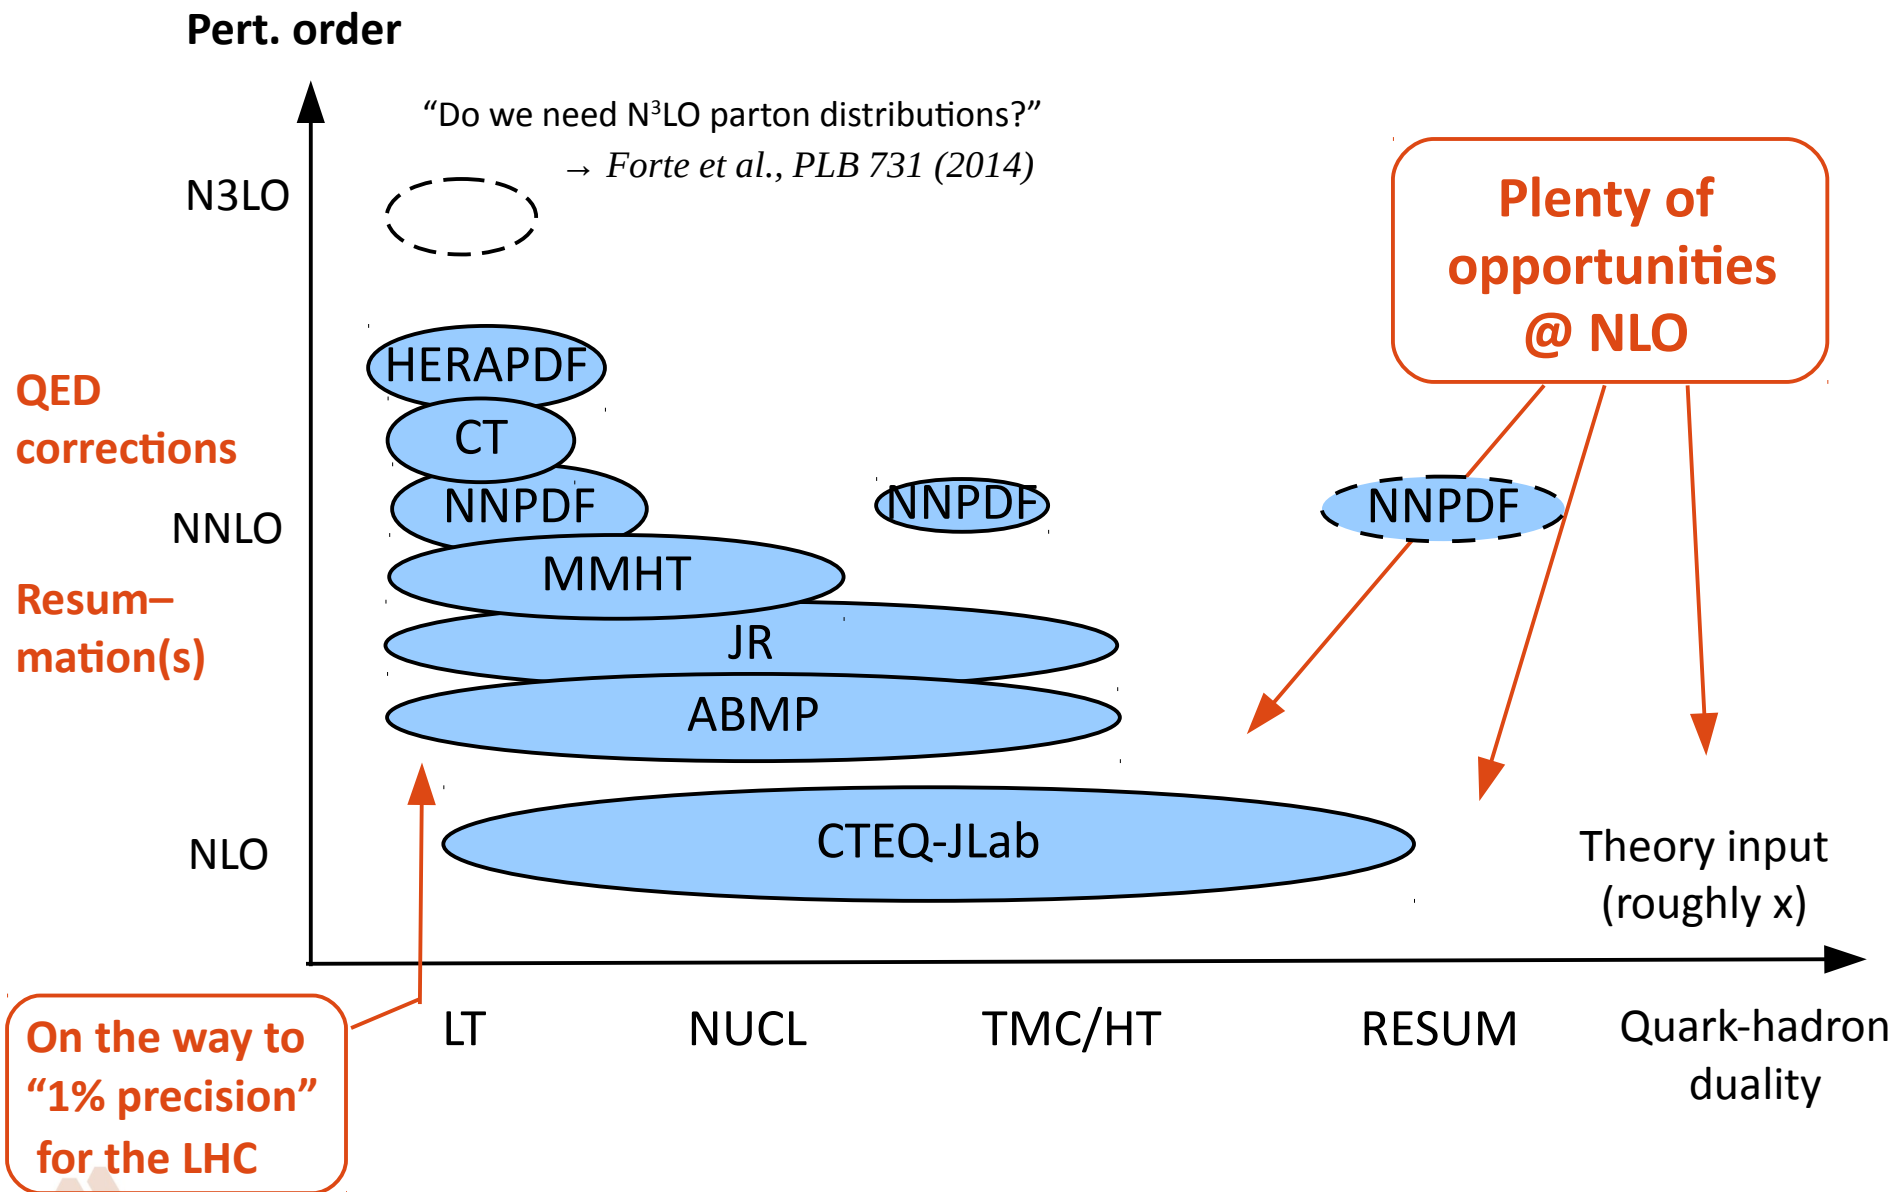 Pert. order
“Do we need N³LO parton distributions?”
→ Forte et al., PLB 731 (2014)
N3LO
Plenty of
opportunities
@ NLO
HERAPDF
QED
corrections
CT
NNPDF
NNPDF
NNPDF
NNLO
MMHT
Resum–
mation(s)
JR
ABMP
CTEQ-JLab
NLO
Theory input
(roughly x)
LT
NUCL
TMC/HT
RESUM
Quark-hadron
duality
On the way to
“1% precision”
for the LHC